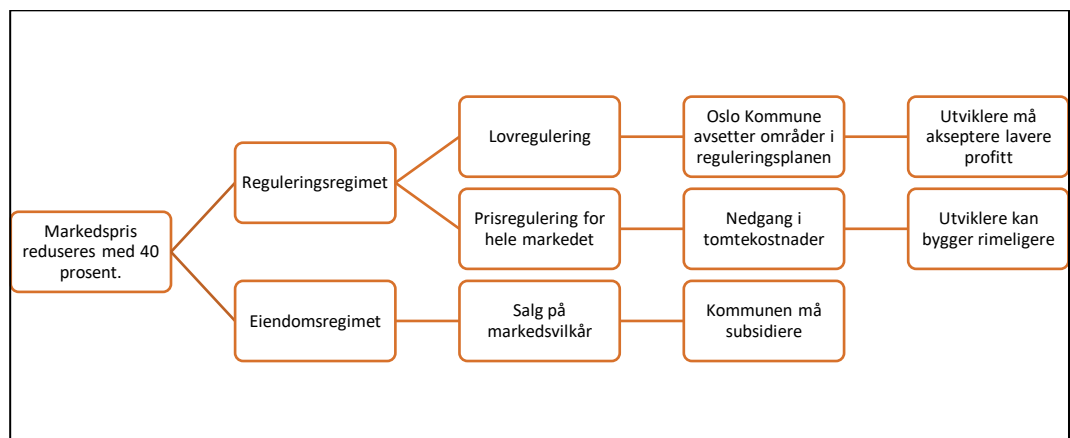 Markedspris
reduseres med 40
prosent.
Reguleringsregimet
Lovregulering
Oslo Kommune
avsetter områder i
reguleringsplanen
Utviklere må
akseptere lavere
profitt
Prisregulering for
hele markedet
Nedgang i
tomtekostnader
Utviklere kan
bygger rimeligere
Eiendomsregimet
Salg på
markedsvilkår
Kommunen må
subsidiere